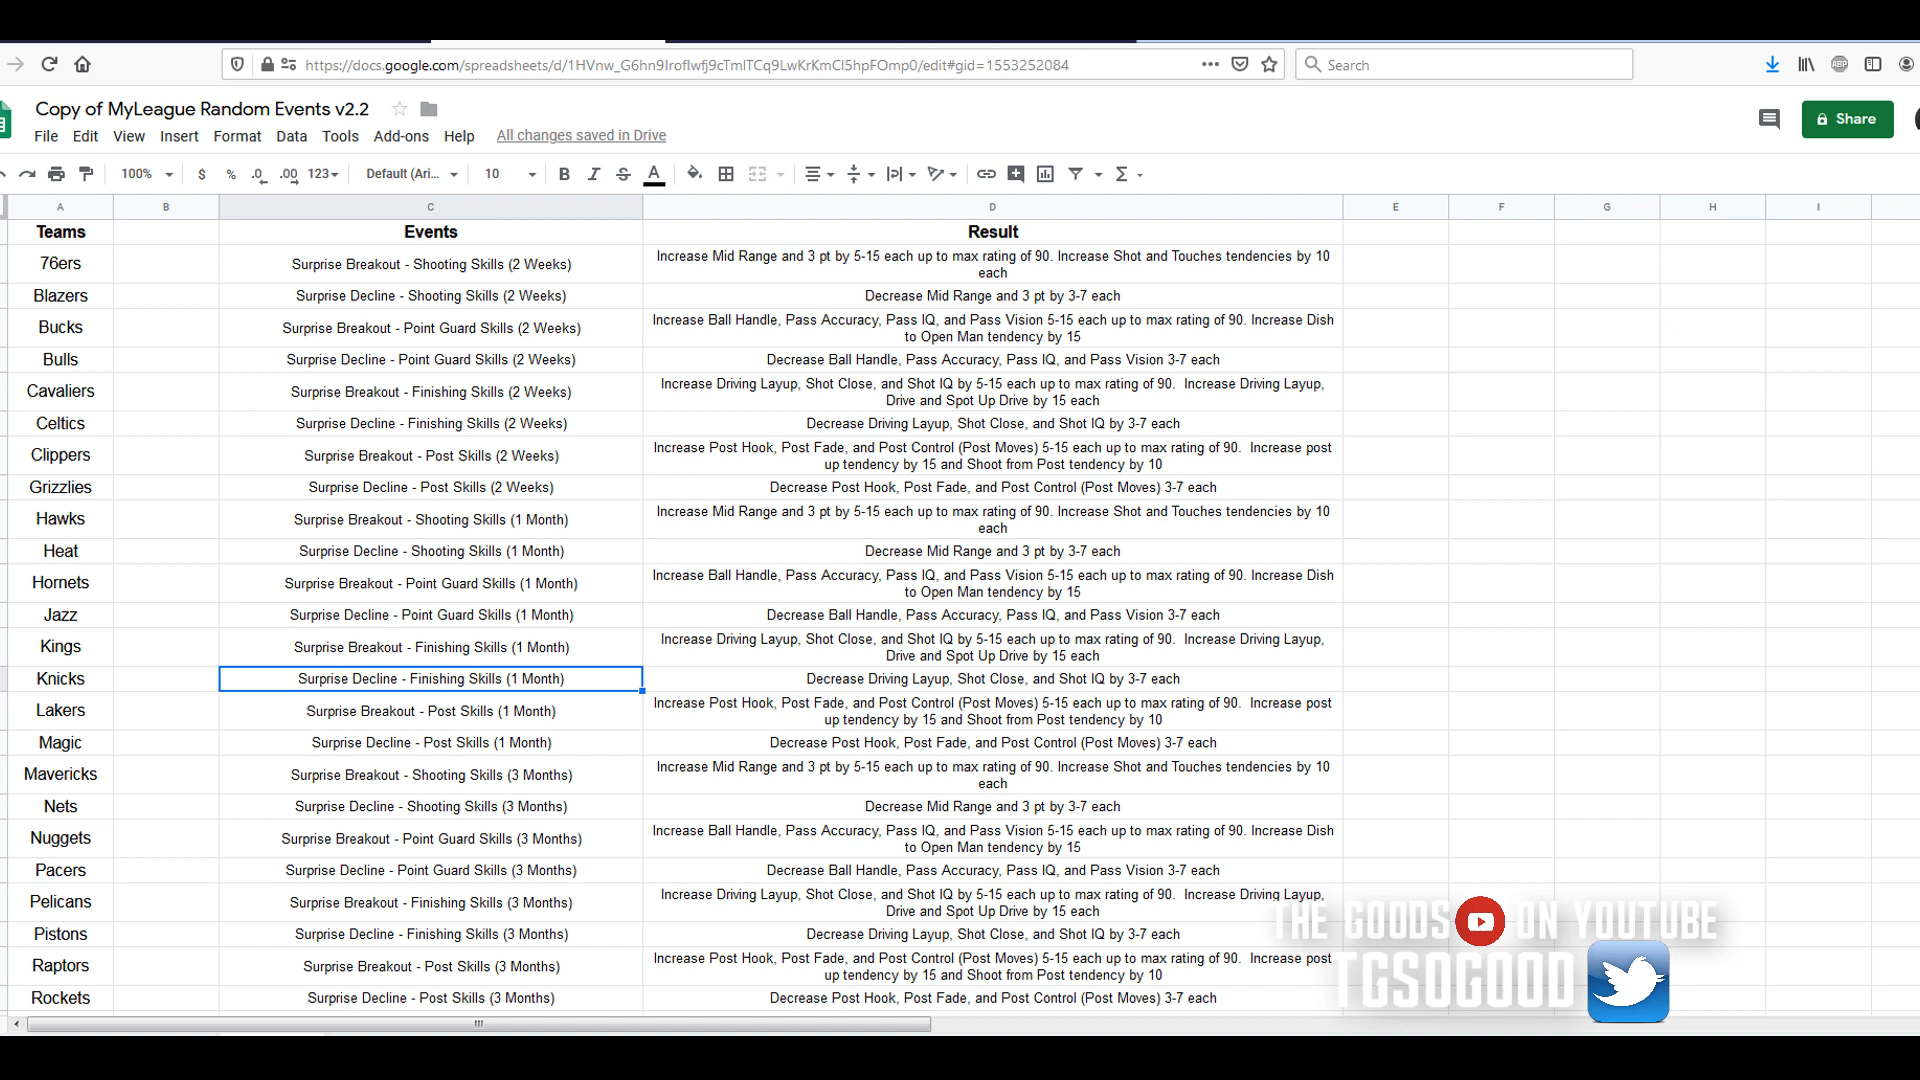 https://docs.google.com/spreadsheets/d/1HVnw_G6hn9Iroflwfj9cTmlTCq9LwKrKmCl5hpFOmp0/edit#gid=1553252084
Search
ABP
Copy of MyLeague Random Events v2.2
File Edit View Insert Format Data Tools Add-ons Help All changes saved in Drive
Share
100% $ % .0 .00 123 Default (Ari... 10 B I S A Σ
A B C D E F G H I
Teams Events Result
76ers Surprise Breakout - Shooting Skills (2 Weeks) Increase Mid Range and 3 pt by 5-15 each up to max rating of 90. Increase Shot and Touches tendencies by 10
each
Blazers Surprise Decline - Shooting Skills (2 Weeks) Decrease Mid Range and 3 pt by 3-7 each
Bucks Surprise Breakout - Point Guard Skills (2 Weeks) Increase Ball Handle, Pass Accuracy, Pass IQ, and Pass Vision 5-15 each up to max rating of 90. Increase Dish
to Open Man tendency by 15
Bulls Surprise Decline - Point Guard Skills (2 Weeks) Decrease Ball Handle, Pass Accuracy, Pass IQ, and Pass Vision 3-7 each
Cavaliers Surprise Breakout - Finishing Skills (2 Weeks) Increase Driving Layup, Shot Close, and Shot IQ by 5-15 each up to max rating of 90. Increase Driving Layup,
Drive and Spot Up Drive by 15 each
Celtics Surprise Decline - Finishing Skills (2 Weeks) Decrease Driving Layup, Shot Close, and Shot IQ by 3-7 each
Clippers Surprise Breakout - Post Skills (2 Weeks) Increase Post Hook, Post Fade, and Post Control (Post Moves) 5-15 each up to max rating of 90. Increase post
up tendency by 15 and Shoot from Post tendency by 10
Grizzlies Surprise Decline - Post Skills (2 Weeks) Decrease Post Hook, Post Fade, and Post Control (Post Moves) 3-7 each
Hawks Surprise Breakout - Shooting Skills (1 Month) Increase Mid Range and 3 pt by 5-15 each up to max rating of 90. Increase Shot and Touches tendencies by 10
each
Heat Surprise Decline - Shooting Skills (1 Month) Decrease Mid Range and 3 pt by 3-7 each
Hornets Surprise Breakout - Point Guard Skills (1 Month) Increase Ball Handle, Pass Accuracy, Pass IQ, and Pass Vision 5-15 each up to max rating of 90. Increase Dish
to Open Man tendency by 15
Jazz Surprise Decline - Point Guard Skills (1 Month) Decrease Ball Handle, Pass Accuracy, Pass IQ, and Pass Vision 3-7 each
Kings Surprise Breakout - Finishing Skills (1 Month) Increase Driving Layup, Shot Close, and Shot IQ by 5-15 each up to max rating of 90. Increase Driving Layup,
Drive and Spot Up Drive by 15 each
Knicks Surprise Decline - Finishing Skills (1 Month) Decrease Driving Layup, Shot Close, and Shot IQ by 3-7 each
Lakers Surprise Breakout - Post Skills (1 Month) Increase Post Hook, Post Fade, and Post Control (Post Moves) 5-15 each up to max rating of 90. Increase post
up tendency by 15 and Shoot from Post tendency by 10
Magic Surprise Decline - Post Skills (1 Month) Decrease Post Hook, Post Fade, and Post Control (Post Moves) 3-7 each
Mavericks Surprise Breakout - Shooting Skills (3 Months) Increase Mid Range and 3 pt by 5-15 each up to max rating of 90. Increase Shot and Touches tendencies by 10
each
Nets Surprise Decline - Shooting Skills (3 Months) Decrease Mid Range and 3 pt by 3-7 each
Nuggets Surprise Breakout - Point Guard Skills (3 Months) Increase Ball Handle, Pass Accuracy, Pass IQ, and Pass Vision 5-15 each up to max rating of 90. Increase Dish
to Open Man tendency by 15
Pacers Surprise Decline - Point Guard Skills (3 Months) Decrease Ball Handle, Pass Accuracy, Pass IQ, and Pass Vision 3-7 each
Pelicans Surprise Breakout - Finishing Skills (3 Months) Increase Driving Layup, Shot Close, and Shot IQ by 5-15 each up to max rating of 90. Increase Driving Layup,
Drive and Spot Up Drive by 15 each
Pistons Surprise Decline - Finishing Skills (3 Months) Decrease Driving Layup, Shot Close, and Shot IQ by 3-7 each
Raptors Surprise Breakout - Post Skills (3 Months) Increase Post Hook, Post Fade, and Post Control (Post Moves) 5-15 each up to max rating of 90. Increase post
up tendency by 15 and Shoot from Post tendency by 10
Rockets Surprise Decline - Post Skills (3 Months) Decrease Post Hook, Post Fade, and Post Control (Post Moves) 3-7 each
THE GOODS ON YOUTUBE
TGSOGOOD